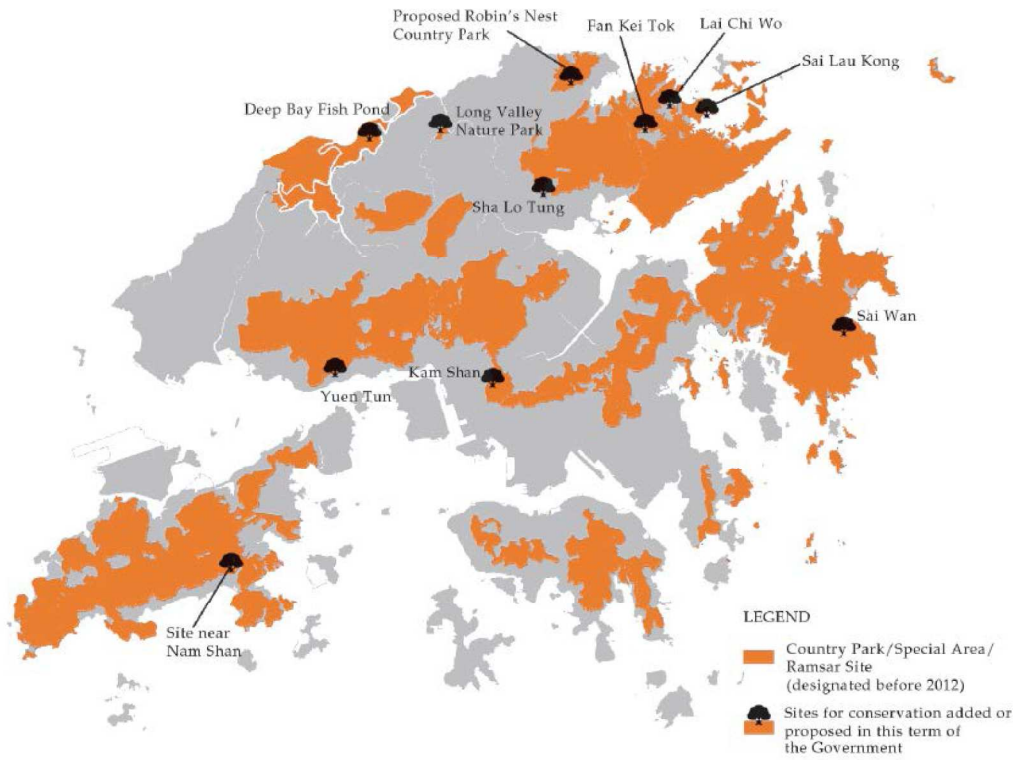 Proposed Robin's Nest
Country Park
Fan Kei Tok
Lai Chi Wo
Sai Lau Kong
Deep Bay Fish Pond
Long Valley
Nature Park
Sha Lo Tung
Sai Wan
Kam Shan
Yuen Tun
Site near
Nam Shan
LEGEND
Country Park/Special Area/
Ramsar Site
(designated before 2012)
Sites for conservation added or
proposed in this term of
the Government